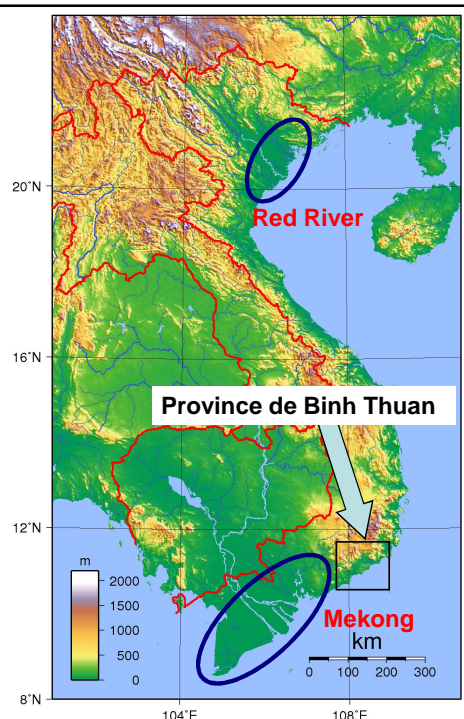 20°N
Red River
16°N
Province de Binh Thuan
12°N
m
2000
1500
1000
500
0
Mekong
km
0 100 200 300
8°N
104°E 108°E